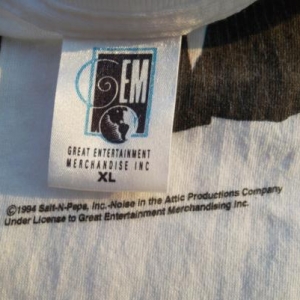 GEM
GREAT ENTERTAINMENT
MERCHANDISE INC
XL
©1994 Salt-N-Pepa, Inc.-Noise in the Attic Productions Company
Under License to Great Entertainment Merchandising Inc.